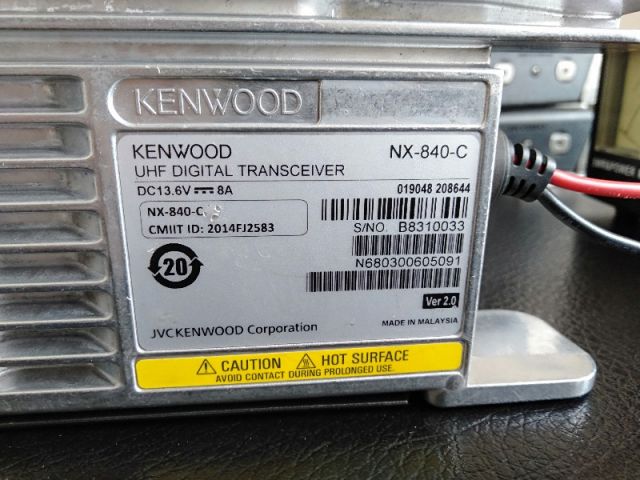 KENWOOD
KENWOOD NX-840-C
UHF DIGITAL TRANSCEIVER
DC13.6V 8A 019048 208644
NX-840-C
CMIIT ID: 2014FJ2583
S/NO. B8310033
20
N680300605091
Ver 2.0
JVCKENWOOD Corporation MADE IN MALAYSIA
CAUTION HOT SURFACE
AVOID CONTACT DURING PROLONGED USE.